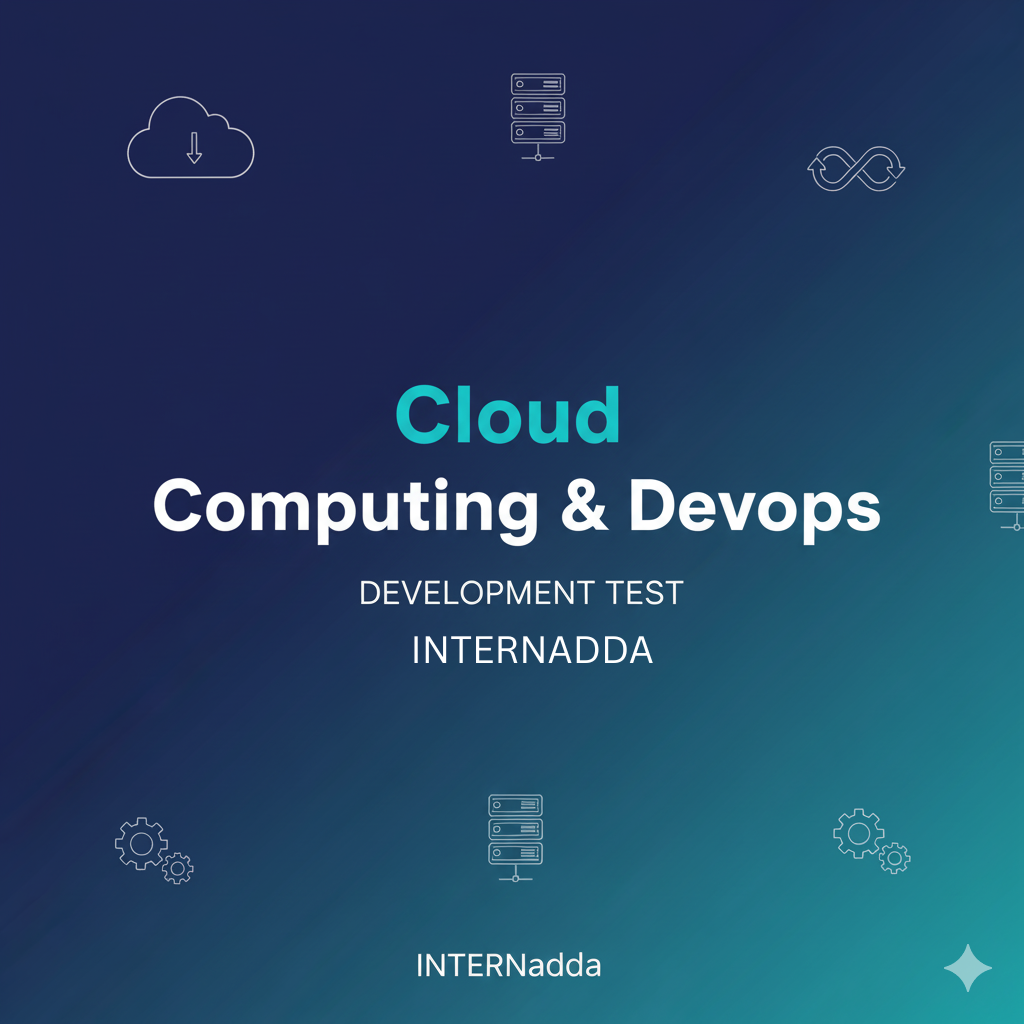 Cloud
Computing & Devops
DEVELOPMENT TEST
INTERNADDA
INTERNadda